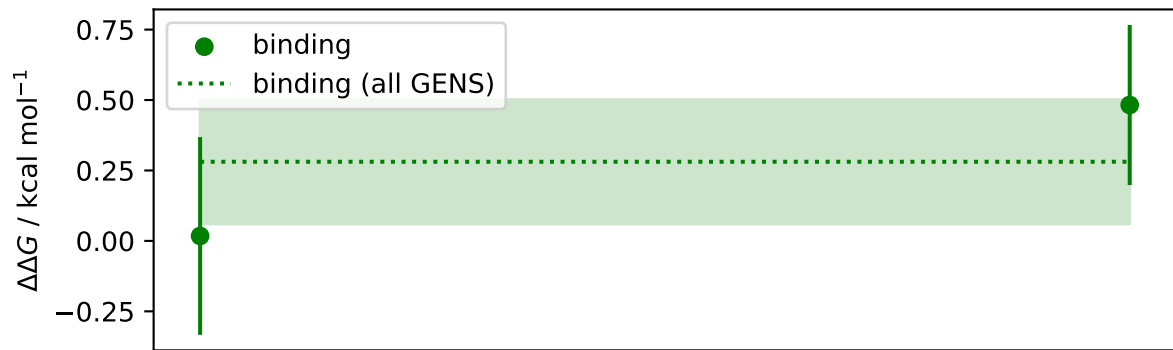 0.75
0.50
0.25
0.00
−0.25
ΔΔG / kcal mol⁻¹
binding
binding (all GENS)